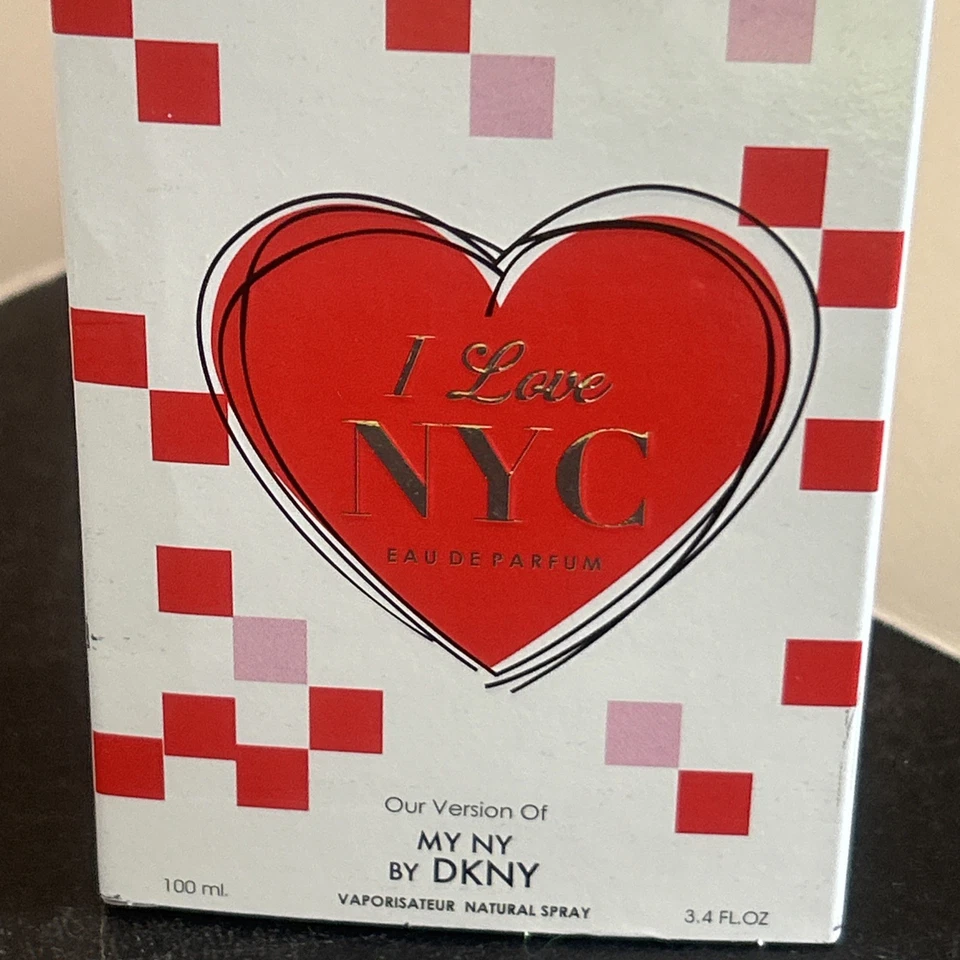 I Love
NYC
EAU DE PARFUM
Our Version Of
MY NY
BY DKNY
100 ml.
VAPORISATEUR NATURAL SPRAY
3.4 FL.OZ